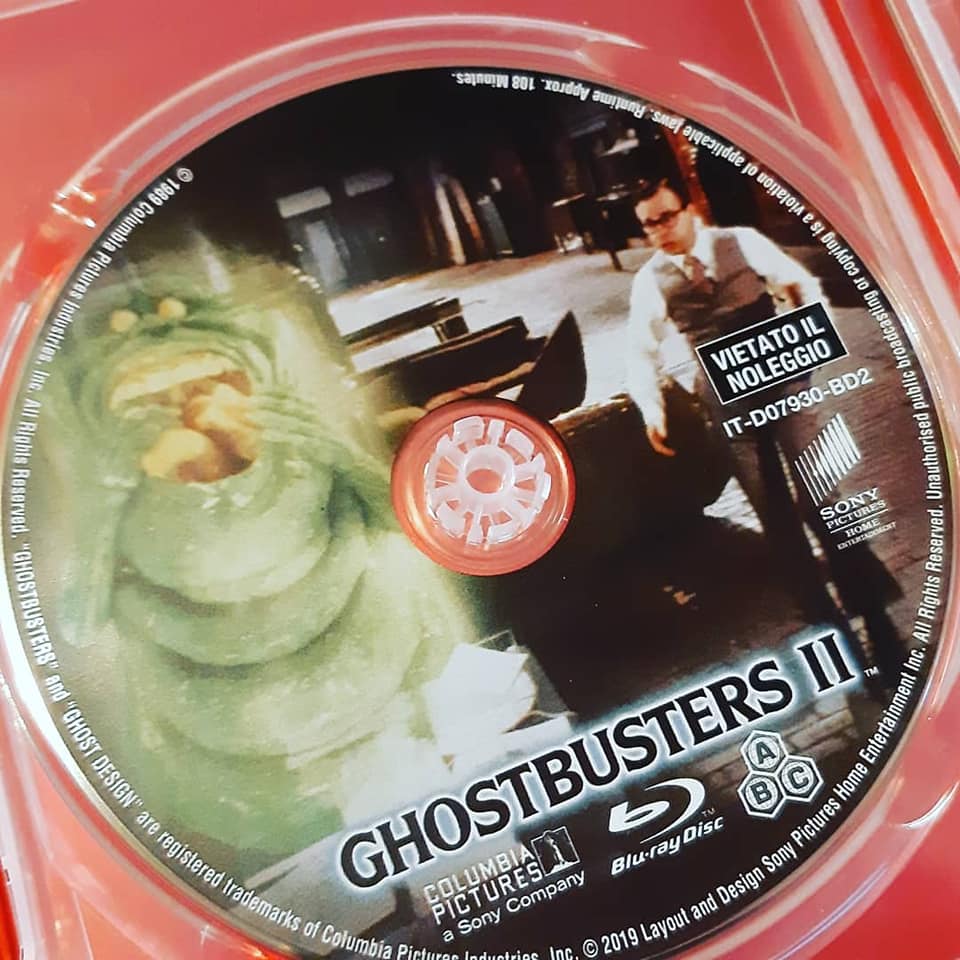 © 1989 Columbia Pictures Industries, Inc. All Rights Reserved. "GHOSTBUSTERS" and "GHOST DESIGN" are registered trademarks of Columbia Pictures Industries, Inc. © 2019 Layout and Design Sony Pictures Home Entertainment Inc. All Rights Reserved. Unauthorised public broadcasting or copying is a violation of applicable laws. Runtime Approx. 108 Minutes.
VIETATO IL
NOLEGGIO
IT-D07930-BD2
SONY
PICTURES
HOME
ENTERTAINMENT
GHOSTBUSTERS II™
A
B C
Blu-ray Disc™
COLUMBIA
PICTURES
a Sony Company